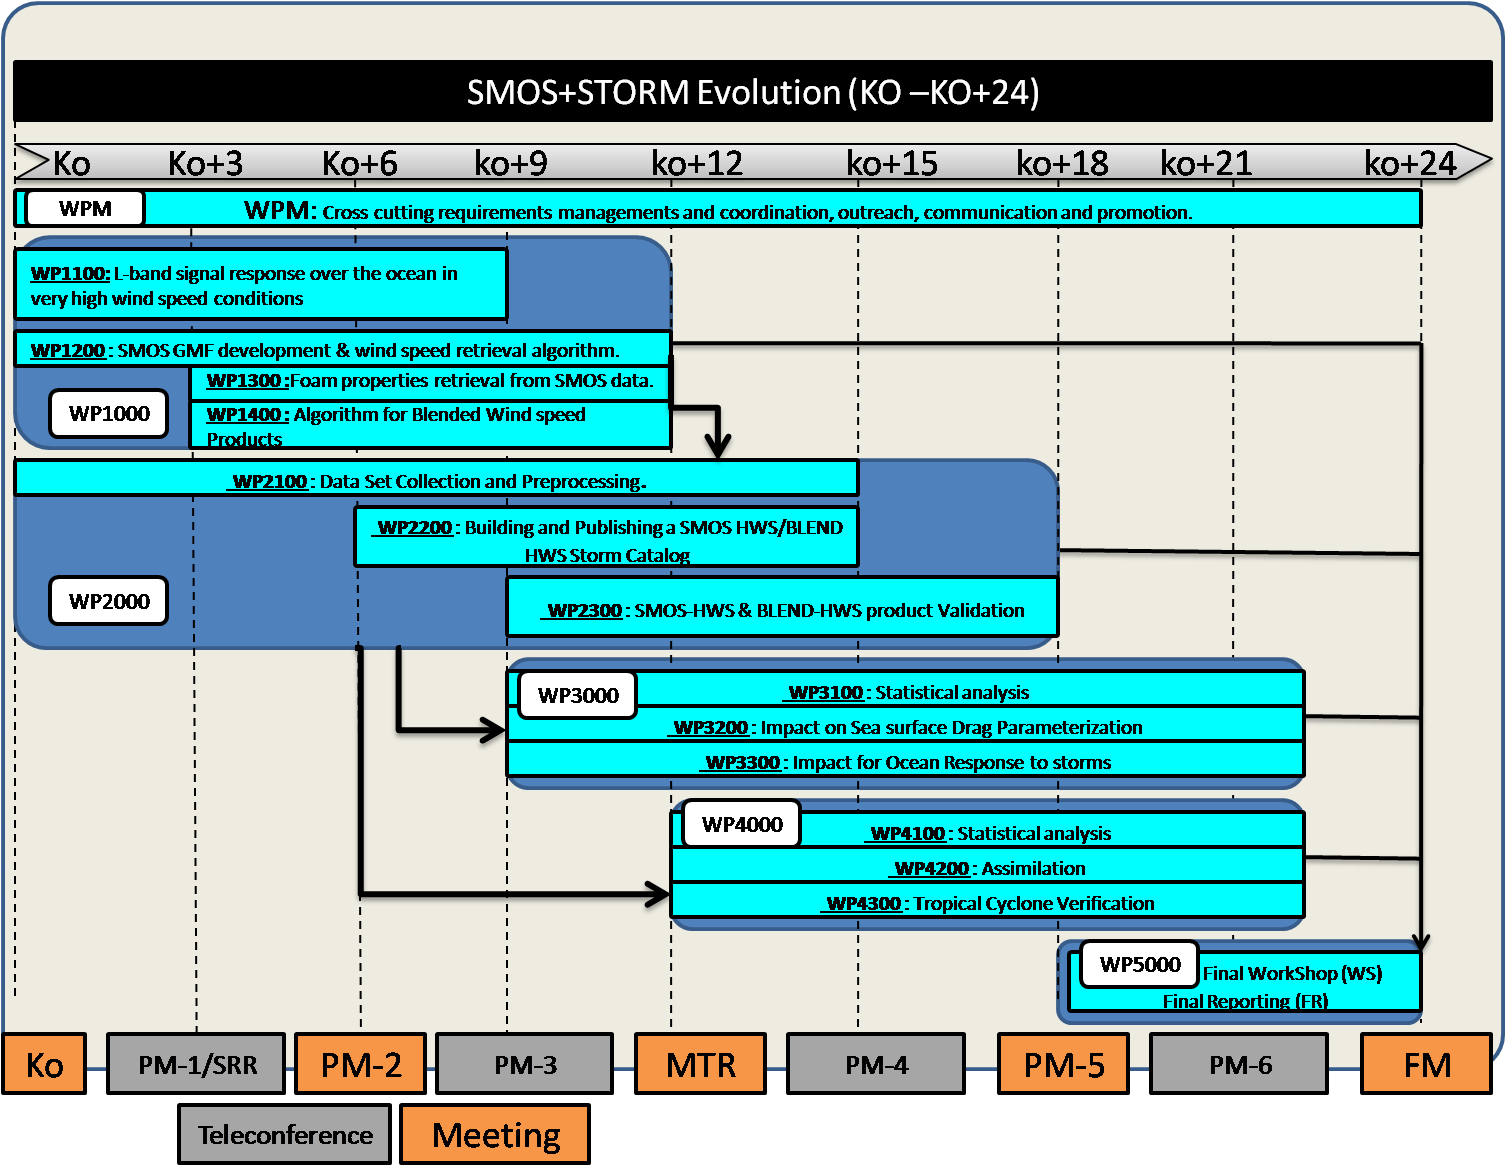 SMOS+STORM Evolution (KO –KO+24)
Ko Ko+3 Ko+6 ko+9 ko+12 ko+15 ko+18 ko+21 ko+24
WPM
WPM: Cross cutting requirements managements and coordination, outreach, communication and promotion.
WP1100: L-band signal response over the ocean in
very high wind speed conditions
WP1200 : SMOS GMF development & wind speed retrieval algorithm.
WP1300 :Foam properties retrieval from SMOS data.
WP1000
WP1400 : Algorithm for Blended Wind speed
Products
WP2100 : Data Set Collection and Preprocessing.
WP2200 : Building and Publishing a SMOS HWS/BLEND
HWS Storm Catalog
WP2000
WP2300 : SMOS-HWS & BLEND-HWS product Validation
WP3000
WP3100 : Statistical analysis
WP3200 : Impact on Sea surface Drag Parameterization
WP3300 : Impact for Ocean Response to storms
WP4000
WP4100 : Statistical analysis
WP4200 : Assimilation
WP4300 : Tropical Cyclone Verification
WP5000
Final WorkShop (WS)
Final Reporting (FR)
Ko PM-1/SRR PM-2 PM-3 MTR PM-4 PM-5 PM-6 FM
Teleconference Meeting